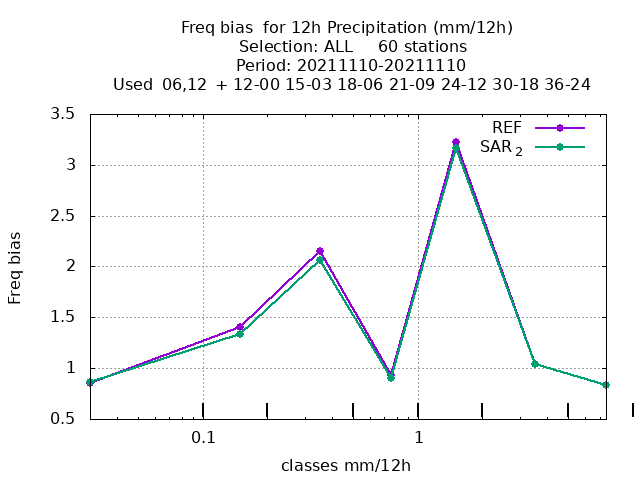 Freq bias  for 12h Precipitation (mm/12h)
Selection: ALL     60 stations
Period: 20211110-20211110
Used  06,12  + 12-00 15-03 18-06 21-09 24-12 30-18 36-24
REF
SAR 2
3.5
3
2.5
2
1.5
1
0.5
Freq bias
0.1
1
classes mm/12h